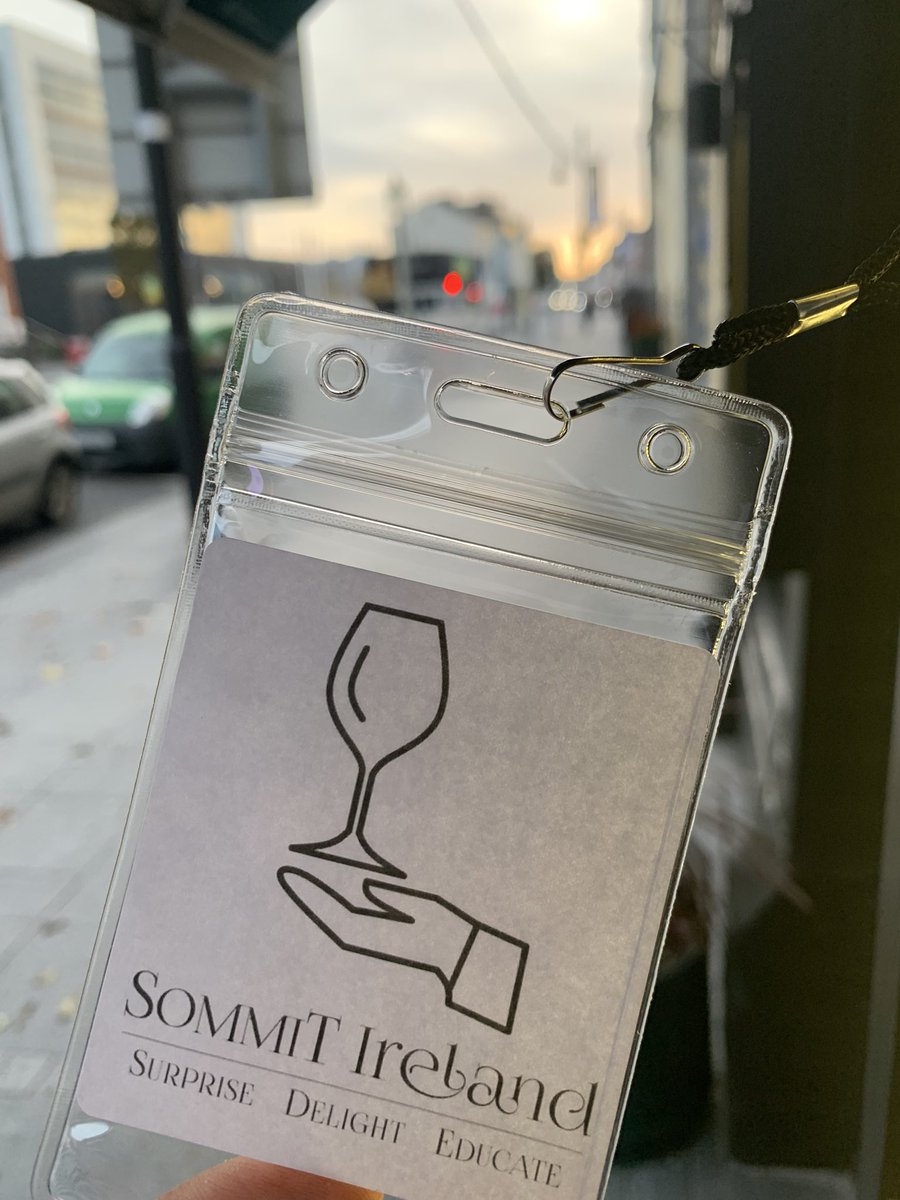 SOMMiT Ireland
SURPRISE DELIGHT EDUCATE